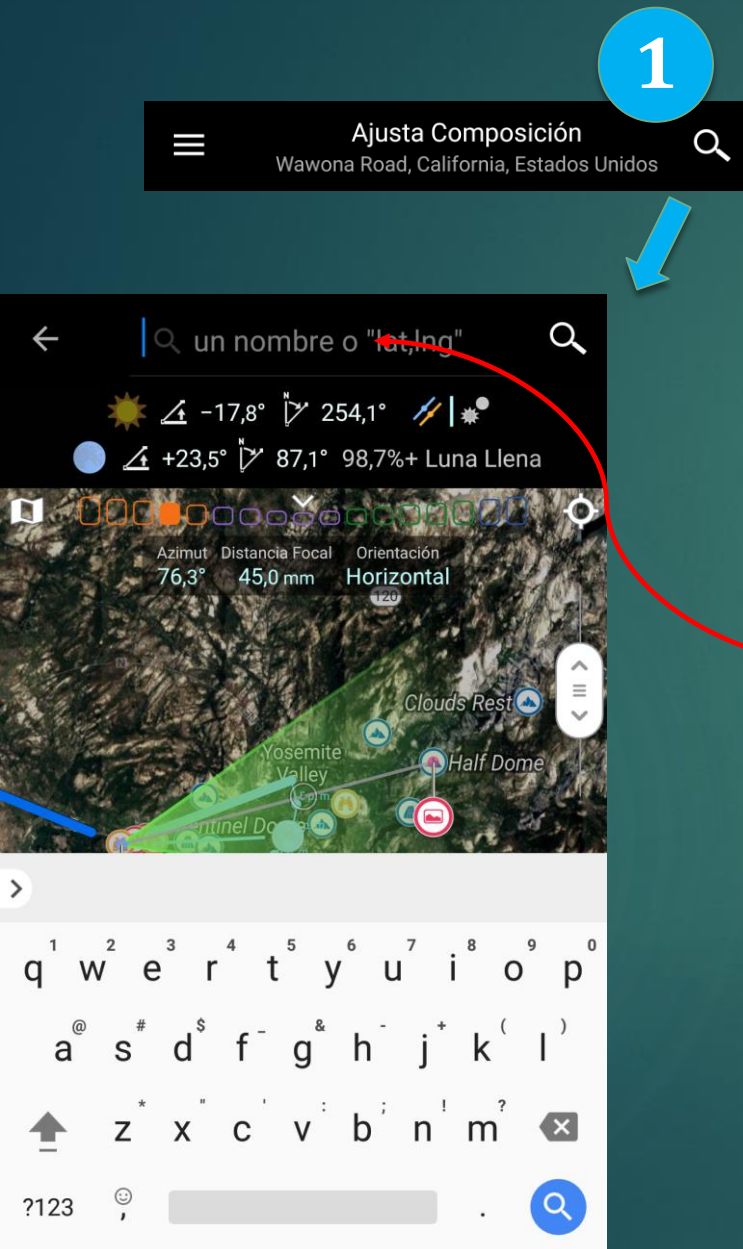 1
Ajusta Composición
Wawona Road, California, Estados Unidos
un nombre o "lat,lng"
−17,8° N 254,1°
+23,5° N 87,1° 98,7%+ Luna Llena
Azimut Distancia Focal Orientación
76,3° 45,0 mm Horizontal
120
Clouds Rest
Yosemite
Valley
Half Dome
entinel Do
1 2 3 4 5 6 7 8 9 0
q w e r t y u i o p
@ # $ _ & - + ( )
a s d f g h j k l
* " ' : ; ! ?
z x c v b n m
?123 , .